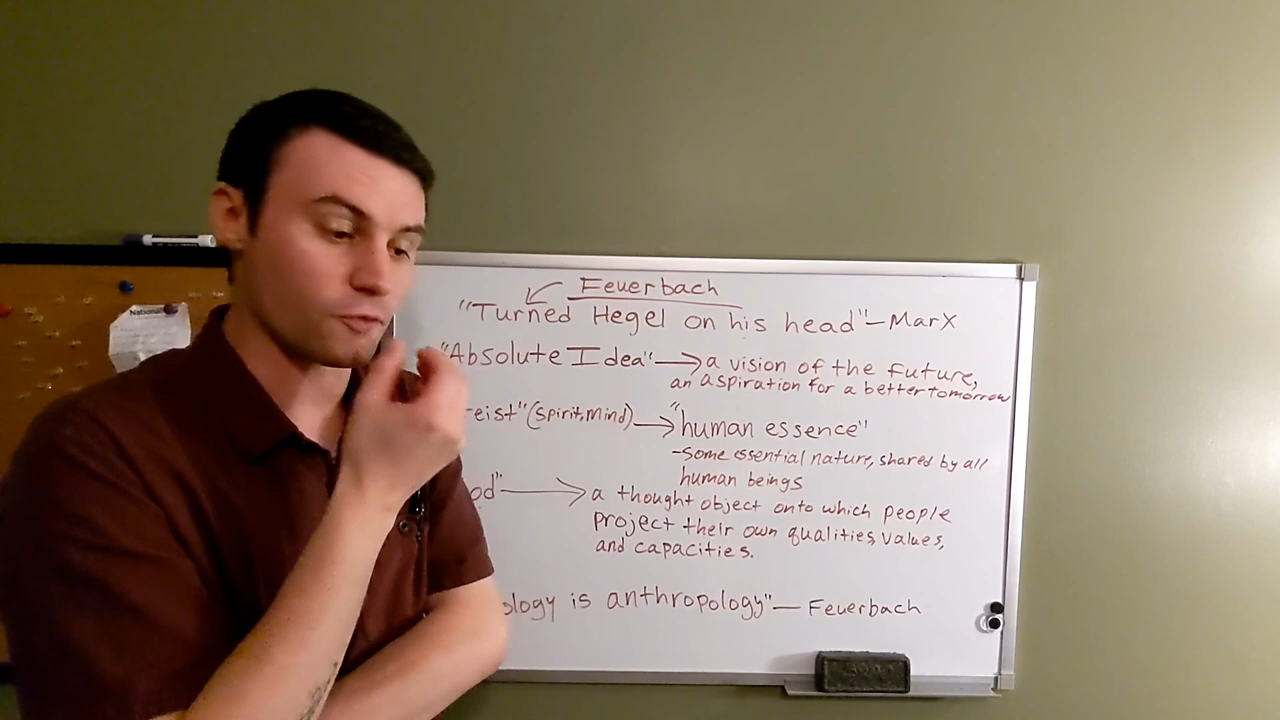 National
Feuerbach
"Turned Hegel on his head"—Marx
"Absolute Idea" → a vision of the future,
an aspiration for a better tomorrow
eist" (spirit, mind) → "human essence"
-Some essential nature, shared by all
human beings
od" → a thought object onto which people
project their own qualities, values,
and capacities.
ology is anthropology"— Feuerbach